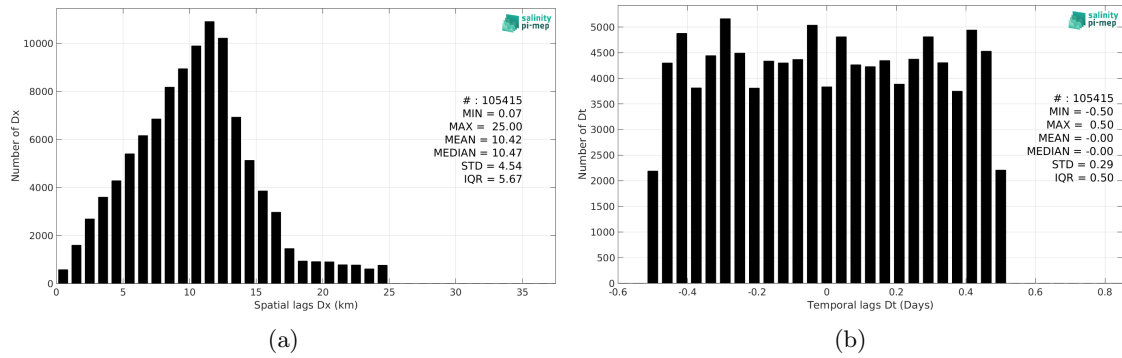 10000
8000
6000
4000
2000
0
Number of Dx
salinity
pi-mep
# : 105415
MIN = 0.07
MAX = 25.00
MEAN = 10.42
MEDIAN = 10.47
STD = 4.54
IQR = 5.67
0 5 10 15 20 25 30 35
Spatial lags Dx (km)
(a)
5000
4500
4000
3500
3000
2500
2000
1500
1000
500
0
Number of Dt
salinity
pi-mep
# : 105415
MIN = -0.50
MAX = 0.50
MEAN = -0.00
MEDIAN = -0.00
STD = 0.29
IQR = 0.50
-0.6 -0.4 -0.2 0 0.2 0.4 0.6 0.8
Temporal lags Dt (Days)
(b)